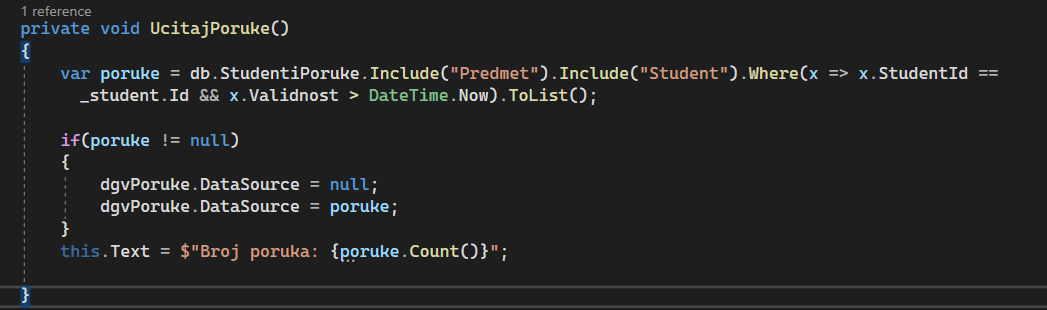 1 reference
private void UcitajPoruke()
{
var poruke = db.StudentiPoruke.Include("Predmet").Include("Student").Where(x => x.StudentId ==
_student.Id && x.Validnost > DateTime.Now).ToList();
if(poruke != null)
{
dgvPoruke.DataSource = null;
dgvPoruke.DataSource = poruke;
}
this.Text = $"Broj poruka: {poruke.Count()}";
}